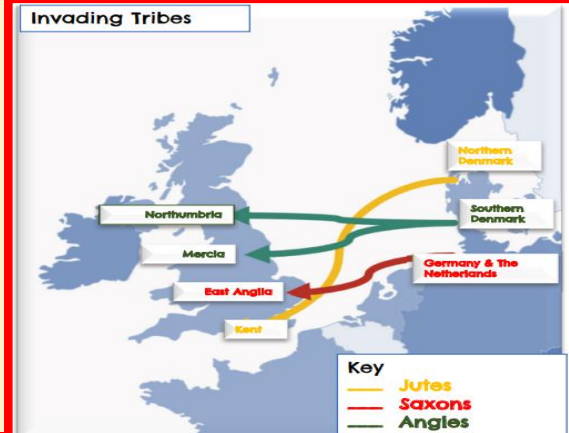 Invading Tribes
Northern
Denmark
Northumbria
Southern
Denmark
Mercia
Germany & The
Netherlands
East Anglia
Kent
Key
Jutes
Saxons
Angles